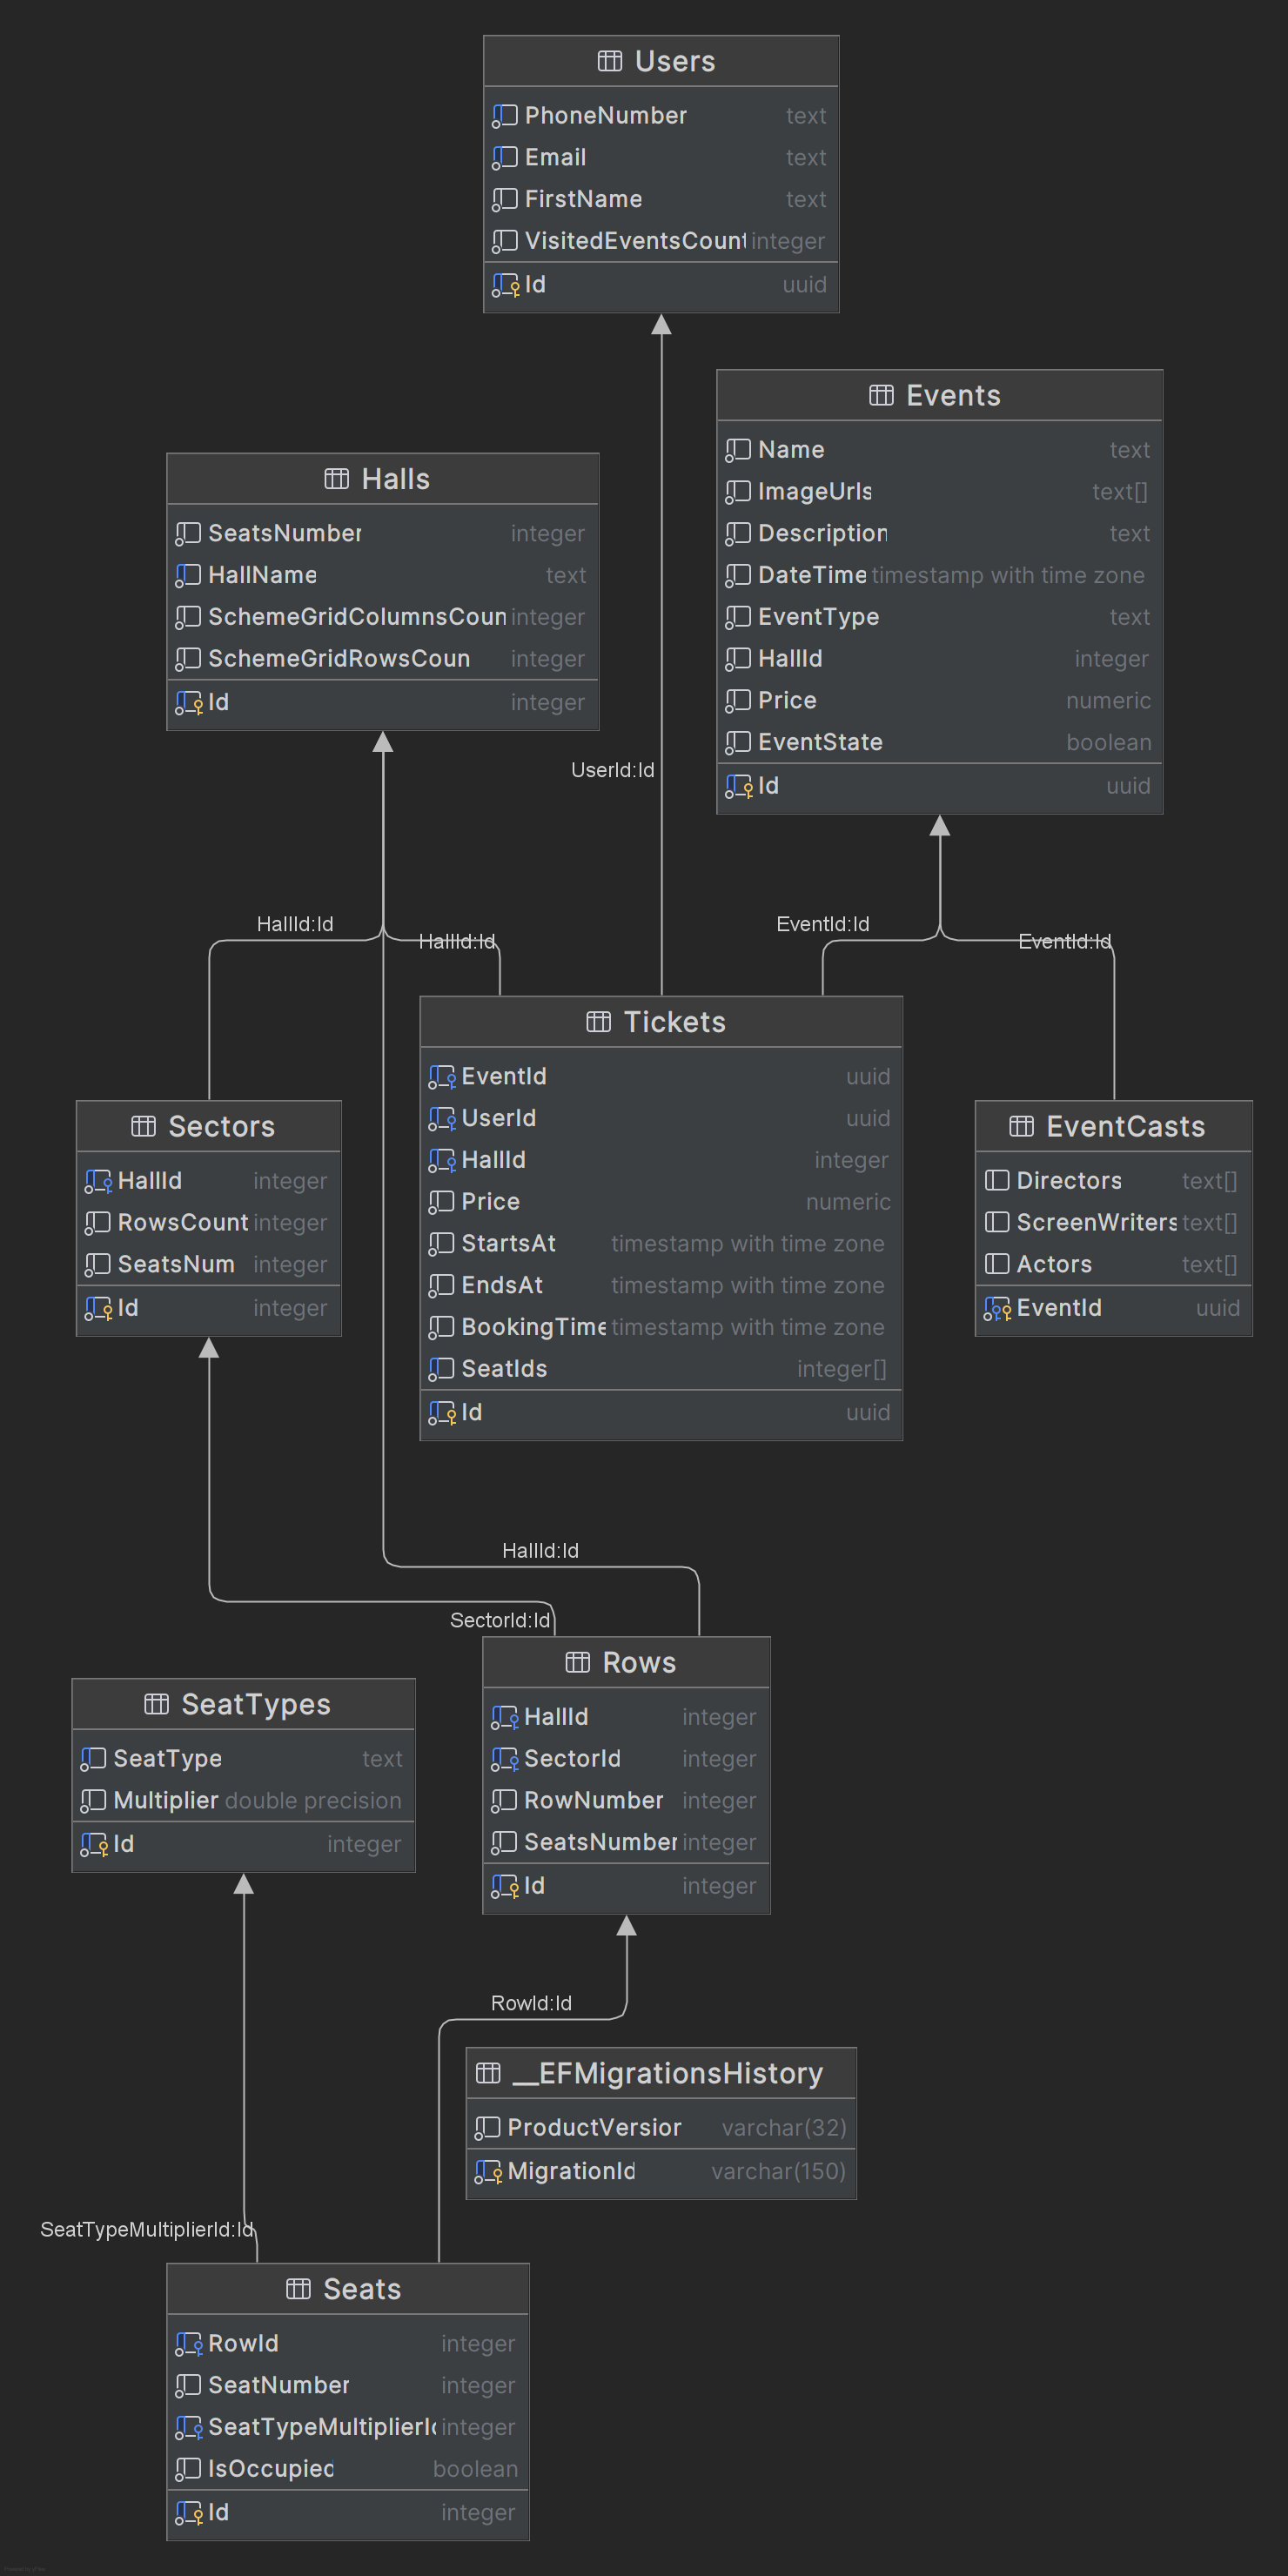 Users
PhoneNumber text
Email text
FirstName text
VisitedEventsCount integer
Id uuid
Events
Name text
ImageUrls text[]
Description text
DateTime timestamp with time zone
EventType text
HallId integer
Price numeric
EventState boolean
Id uuid
Halls
SeatsNumber integer
HallName text
SchemeGridColumnsCoun integer
SchemeGridRowsCoun integer
Id integer
UserId:Id
HallId:Id
HallId:Id
EventId:Id
EventId:Id
Tickets
EventId uuid
UserId uuid
HallId integer
Price numeric
StartsAt timestamp with time zone
EndsAt timestamp with time zone
BookingTime timestamp with time zone
SeatIds integer[]
Id uuid
Sectors
HallId integer
RowsCount integer
SeatsNum integer
Id integer
EventCasts
Directors text[]
ScreenWriters text[]
Actors text[]
EventId uuid
HallId:Id
SectorId:Id
Rows
HallId integer
SectorId integer
RowNumber integer
SeatsNumber integer
Id integer
SeatTypes
SeatType text
Multiplier double precision
Id integer
RowId:Id
__EFMigrationsHistory
ProductVersion varchar(32)
MigrationId varchar(150)
SeatTypeMultiplierId:Id
Seats
RowId integer
SeatNumber integer
SeatTypeMultiplierId integer
IsOccupied boolean
Id integer